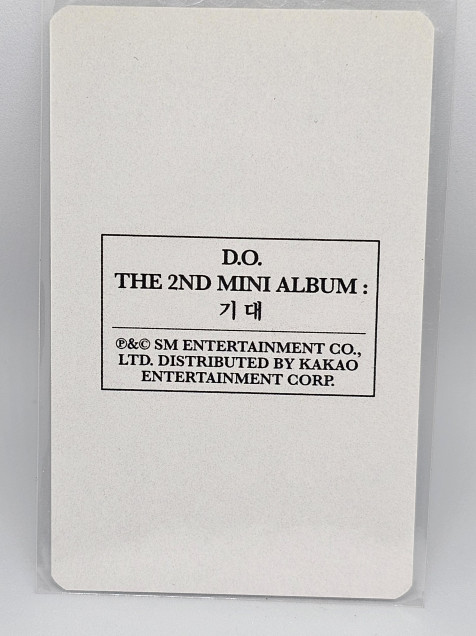 D.O.
THE 2ND MINI ALBUM :
기대
℗&© SM ENTERTAINMENT CO.,
LTD. DISTRIBUTED BY KAKAO
ENTERTAINMENT CORP.